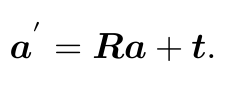 a′ = Ra + t.